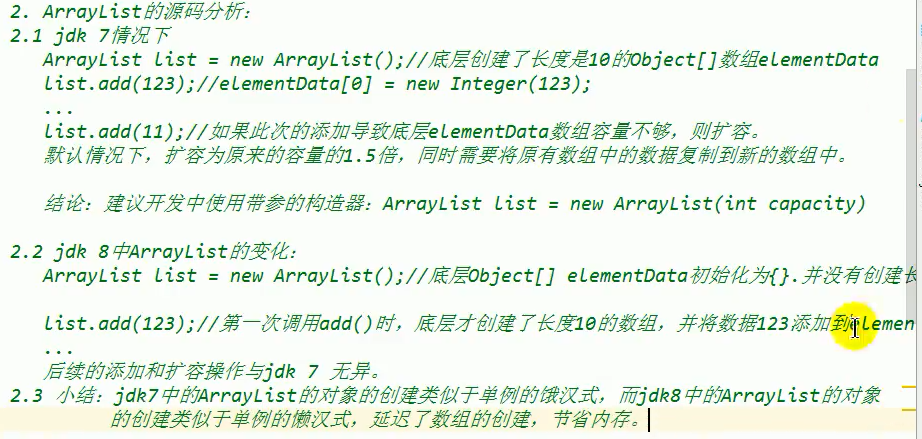 2. ArrayList的源码分析:
2.1 jdk 7情况下
ArrayList list = new ArrayList();//底层创建了长度是10的Object[]数组elementData
list.add(123);//elementData[0] = new Integer(123);
...
list.add(11);//如果此次的添加导致底层elementData数组容量不够，则扩容。
默认情况下，扩容为原来的容量的1.5倍，同时需要将原有数组中的数据复制到新的数组中。
结论：建议开发中使用带参的构造器：ArrayList list = new ArrayList(int capacity)
2.2 jdk 8中ArrayList的变化:
ArrayList list = new ArrayList();//底层Object[] elementData初始化为{}.并没有创建长
list.add(123);//第一次调用add()时，底层才创建了长度10的数组，并将数据123添加到elemen
...
后续的添加和扩容操作与jdk 7 无异。
2.3 小结：jdk7中的ArrayList的对象的创建类似于单例的饿汉式，而jdk8中的ArrayList的对象
的创建类似于单例的懒汉式，延迟了数组的创建，节省内存。